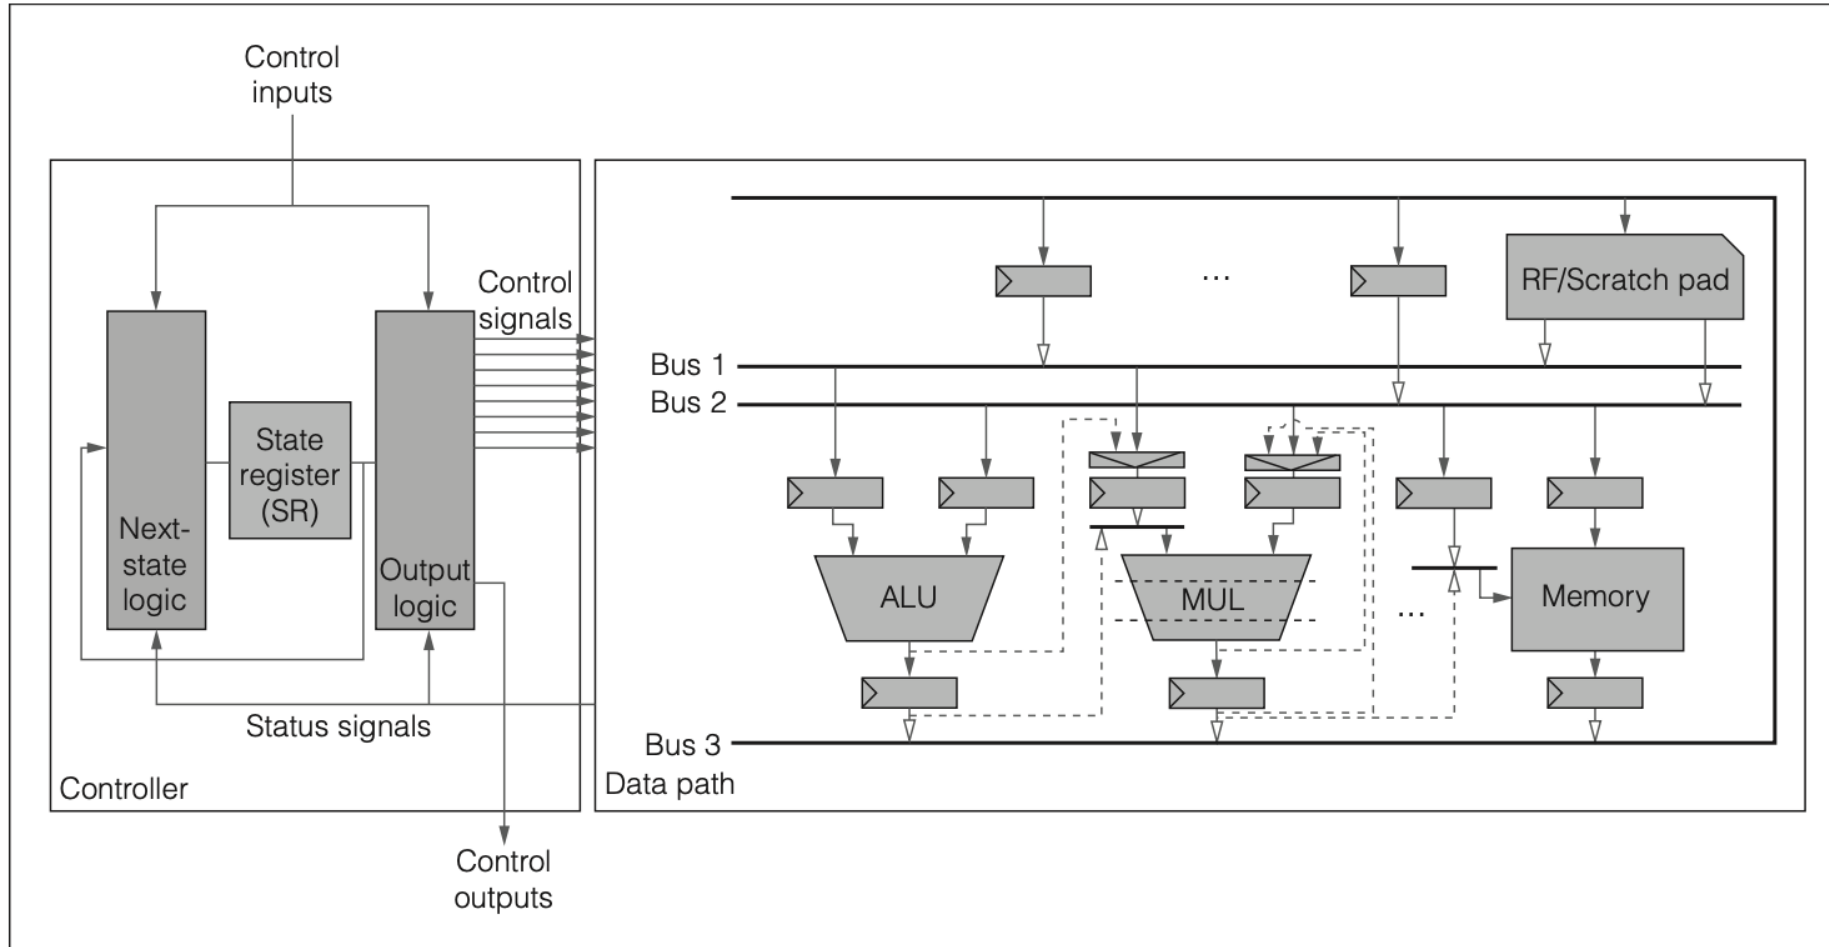 Control
inputs
Control
signals
Next-
state
logic
State
register
(SR)
Output
logic
Status signals
Controller
Control
outputs
...
RF/Scratch pad
Bus 1
Bus 2
ALU
MUL
...
Memory
Bus 3
Data path